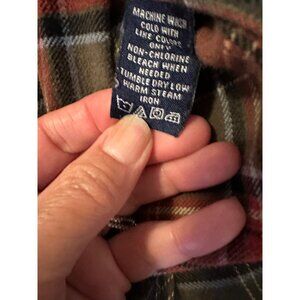 MACHINE WASH
COLD WITH
LIKE COLORS
ONLY
NON-CHLORINE
BLEACH WHEN
NEEDED
TUMBLE DRY LOW
WARM STEAM
IRON